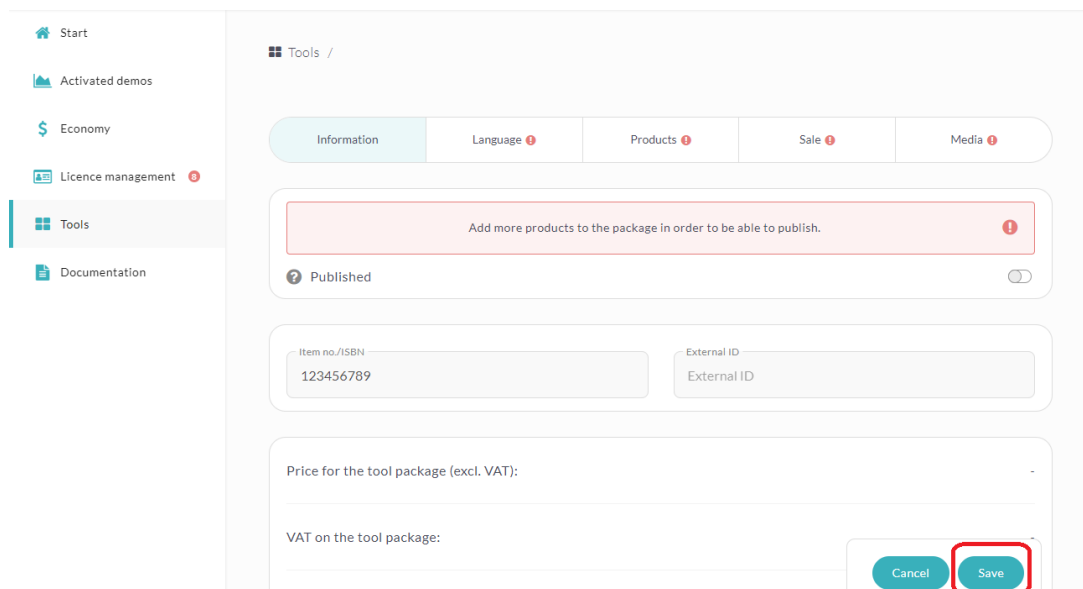 Start
Activated demos
Economy
Licence management 8
Tools
Documentation
Tools /
Information
Language !
Products !
Sale !
Media !
Add more products to the package in order to be able to publish. !
? Published
Item no./ISBN
123456789
External ID
External ID
Price for the tool package (excl. VAT): -
VAT on the tool package: -
Cancel
Save